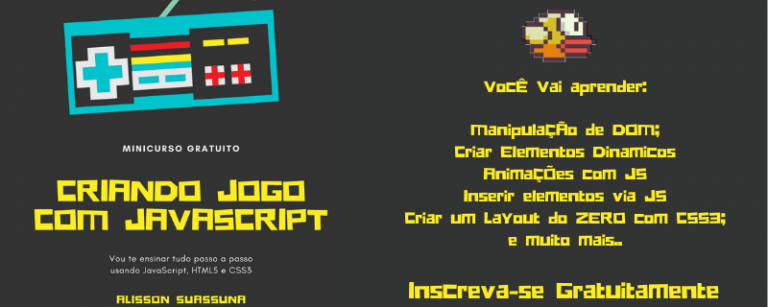 MINICURSO GRATUITO
CRIANDO JOGO
COM JAVASCRIPT
Vou te ensinar tudo passo a passo
usando JavaScript, HTML5 e CSS3
ALISSON SUASSUNA
VocÊ Vai aprender:
ManipulaÇÃo de DOM;
Criar Elementos Dinamicos
AnimaÇÕes com JS
Inserir elementos via JS
Criar um LaYout do ZERO com CSS3;
e muito mais..
Inscreva-se Gratuitamente